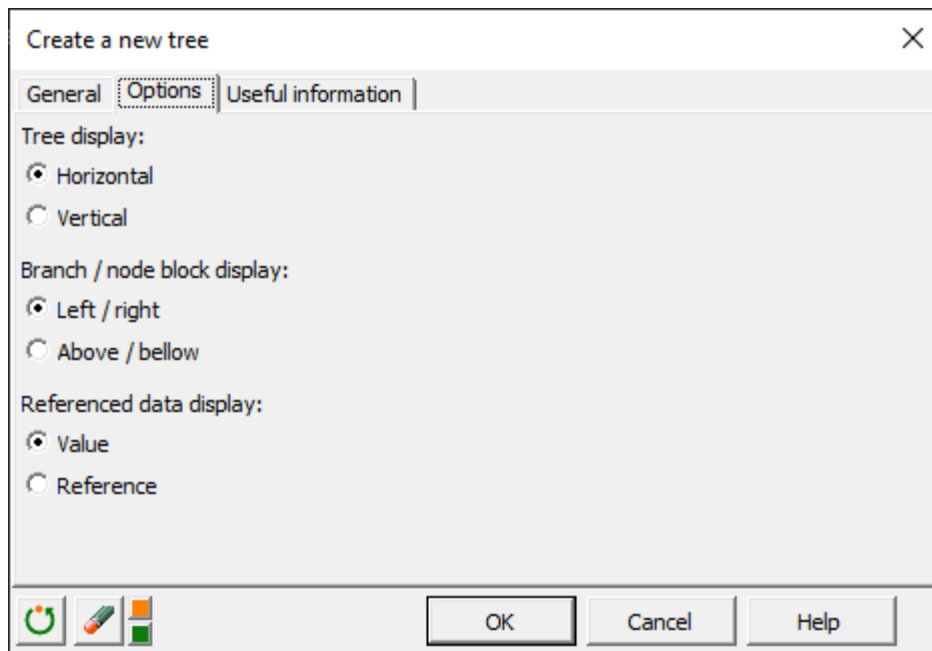 Create a new tree
General Options Useful information
Tree display:
Horizontal
Vertical
Branch / node block display:
Left / right
Above / bellow
Referenced data display:
Value
Reference
OK Cancel Help